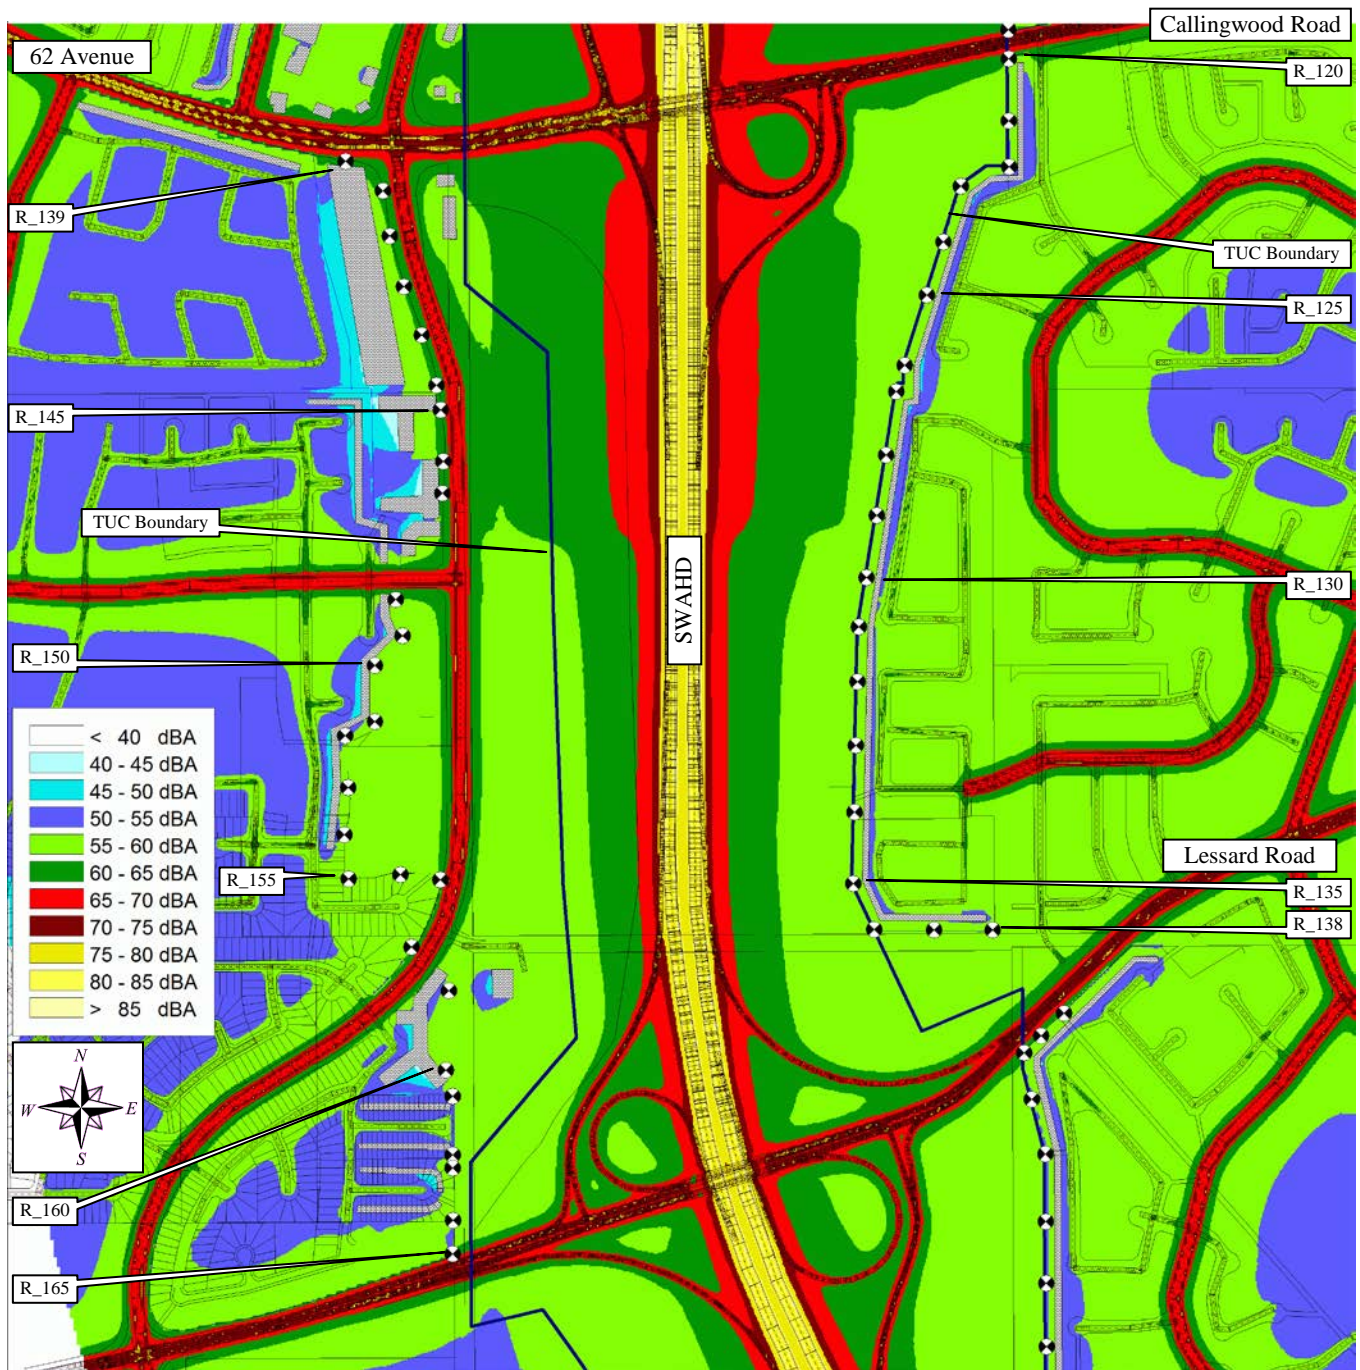 Callingwood Road
62 Avenue
R_120
R_139
TUC Boundary
R_125
R_145
TUC Boundary
SWAHD
R_130
R_150
< 40 dBA
40 - 45 dBA
45 - 50 dBA
50 - 55 dBA
55 - 60 dBA
60 - 65 dBA
65 - 70 dBA
70 - 75 dBA
75 - 80 dBA
80 - 85 dBA
> 85 dBA
Lessard Road
R_155
R_135
R_138
N
W E
S
R_160
R_165